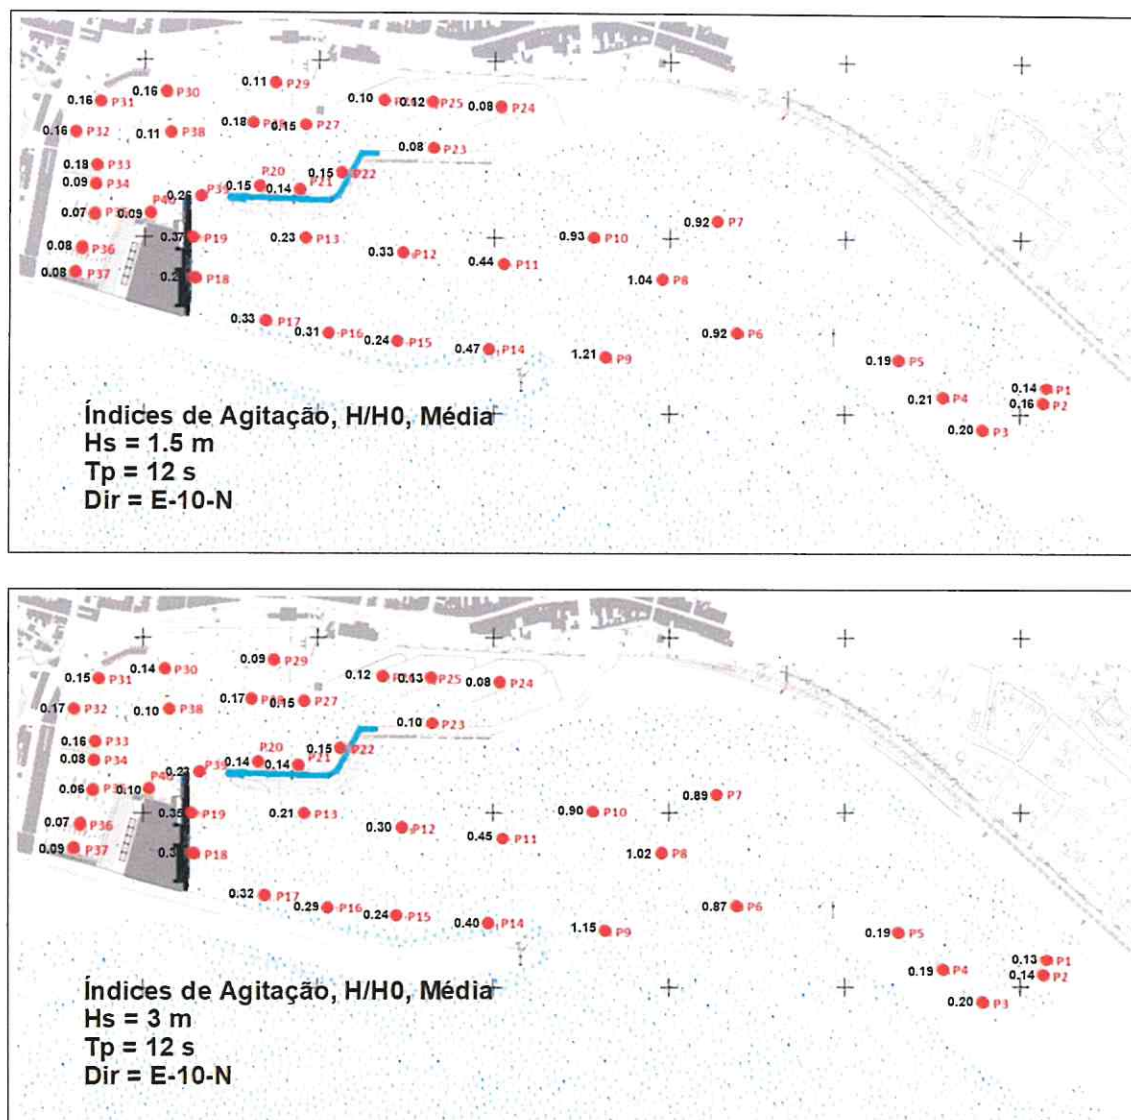 0.11 P29
0.16 P30
0.16 P31
0.10
0.12 P25
0.08 P24
0.16 P32
0.11 P38
0.18
0.15 P27
0.08 P23
0.18 P33
0.09 P34
0.15 P20
0.14 P21
0.15 P22
P39
0.07
0.09
0.37 P19
0.23 P13
0.92 P7
0.93 P10
0.08 P36
0.33 P12
0.44 P11
0.08 P37
P18
1.04 P8
0.33 P17
0.31 P16
0.24 P15
0.47 P14
0.92 P6
1.21 P9
0.19 P5
0.14 P1
0.21 P4
0.16 P2
0.20 P3
Índices de Agitação, H/H0, Média
Hs = 1.5 m
Tp = 12 s
Dir = E-10-N
0.09 P29
0.14 P30
0.15 P31
0.12
0.13 P25
0.08 P24
0.17 P32
0.10 P38
0.17
0.15 P27
0.10 P23
0.16 P33
0.08 P34
0.14 P20
0.14 P21
0.15 P22
P39
0.06
0.10
0.35 P19
0.21 P13
0.89 P7
0.90 P10
0.07 P36
0.30 P12
0.45 P11
0.09 P37
P18
1.02 P8
0.32 P17
0.29 P16
0.24 P15
0.40 P14
0.87 P6
1.15 P9
0.19 P5
0.13 P1
0.19 P4
0.14 P2
0.20 P3
Índices de Agitação, H/H0, Média
Hs = 3 m
Tp = 12 s
Dir = E-10-N